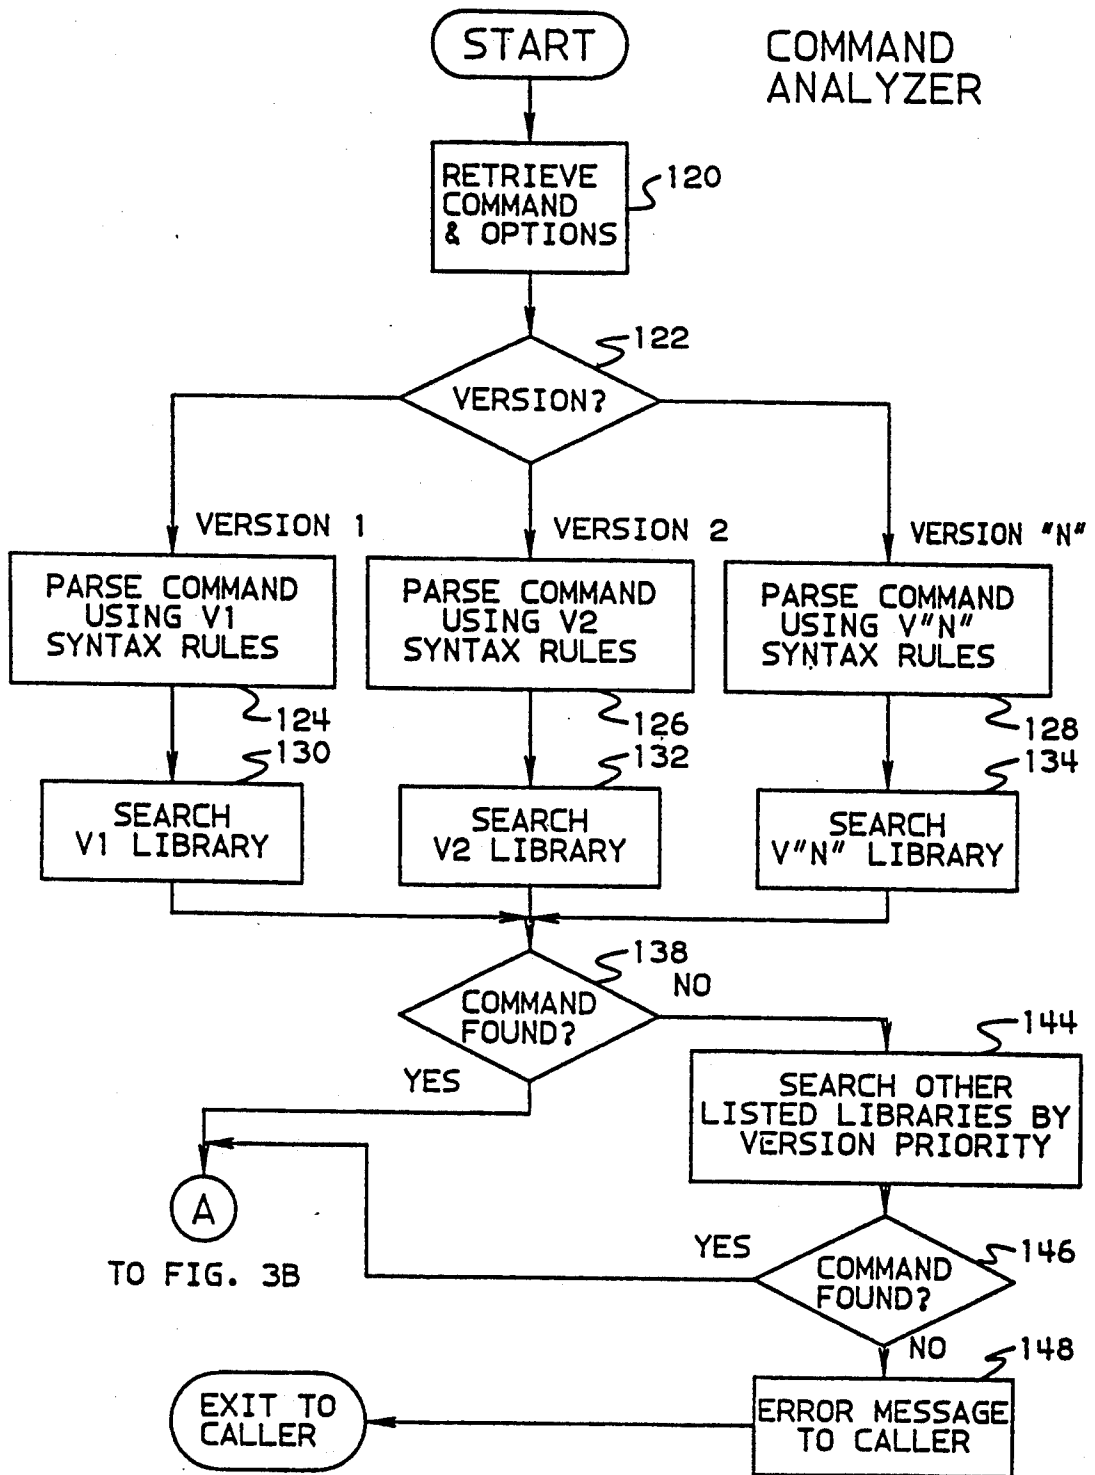 START
COMMAND
ANALYZER
RETRIEVE
COMMAND
& OPTIONS
120
122
VERSION?
VERSION 1
VERSION 2
VERSION "N"
PARSE COMMAND
USING V1
SYNTAX RULES
PARSE COMMAND
USING V2
SYNTAX RULES
PARSE COMMAND
USING V"N"
SYNTAX RULES
124
126
128
130
132
134
SEARCH
V1 LIBRARY
SEARCH
V2 LIBRARY
SEARCH
V"N" LIBRARY
138
COMMAND
FOUND?
NO
YES
144
SEARCH OTHER
LISTED LIBRARIES BY
VERSION PRIORITY
A
TO FIG. 3B
YES
146
COMMAND
FOUND?
NO
148
ERROR MESSAGE
TO CALLER
EXIT TO
CALLER